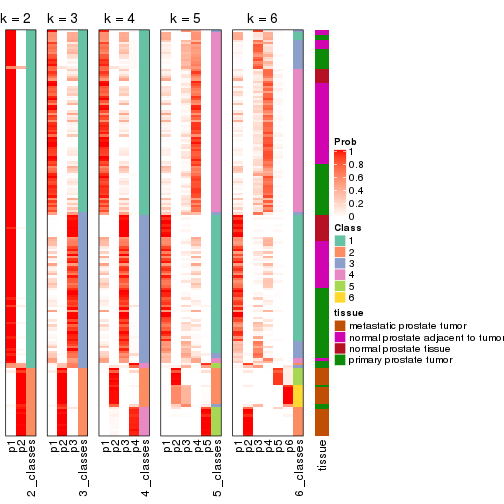 k = 2
k = 3
k = 4
k = 5
k = 6
Prob
1
0.8
0.6
0.4
0.2
0
Class
1
2
3
4
5
6
tissue
metastatic prostate tumor
normal prostate adjacent to tumor
normal prostate tissue
primary prostate tumor
p1
p2
2_classes
p1
p2
p3
3_classes
p1
p2
p3
p4
4_classes
p1
p2
p3
p4
p5
5_classes
p1
p2
p3
p4
p5
p6
6_classes
tissue